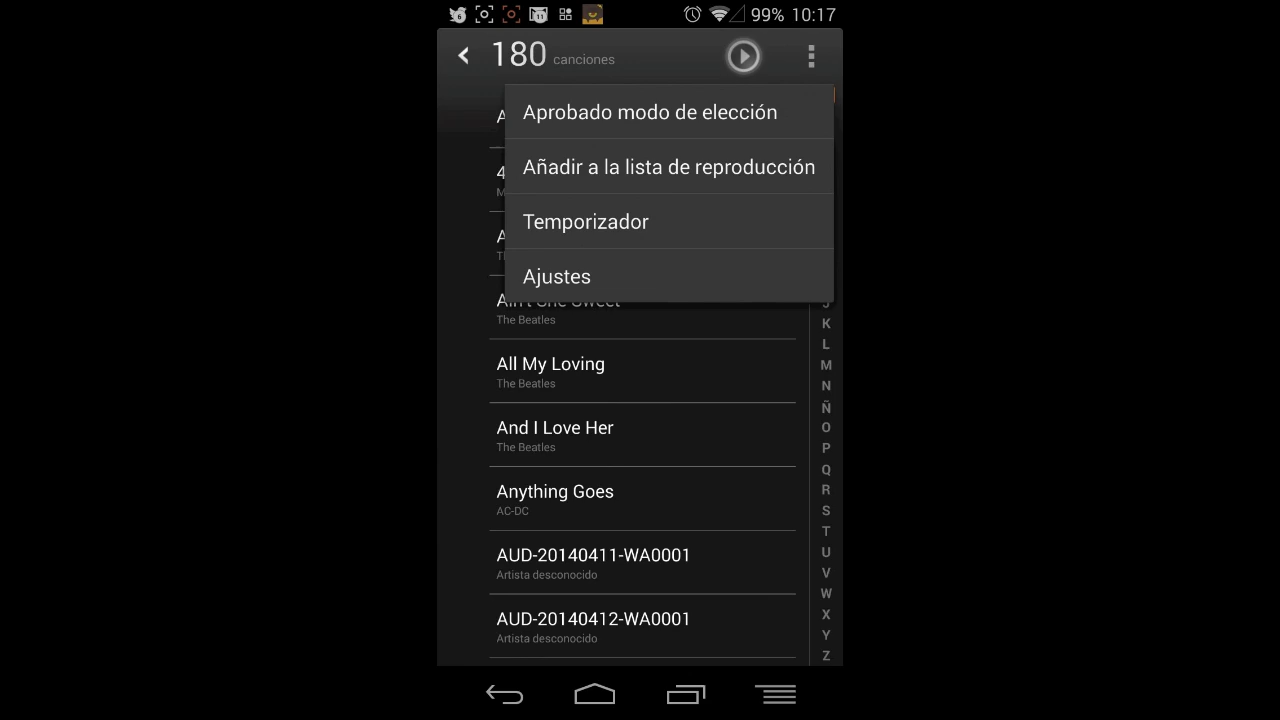 99% 10:17
180 canciones
Aprobado modo de elección
Añadir a la lista de reproducción
Temporizador
Ajustes
Ain't She Sweet
The Beatles
All My Loving
The Beatles
And I Love Her
The Beatles
Anything Goes
AC-DC
AUD-20140411-WA0001
Artista desconocido
AUD-20140412-WA0001
Artista desconocido
J
K
L
M
N
Ñ
O
P
Q
R
S
T
U
V
W
X
Y
Z